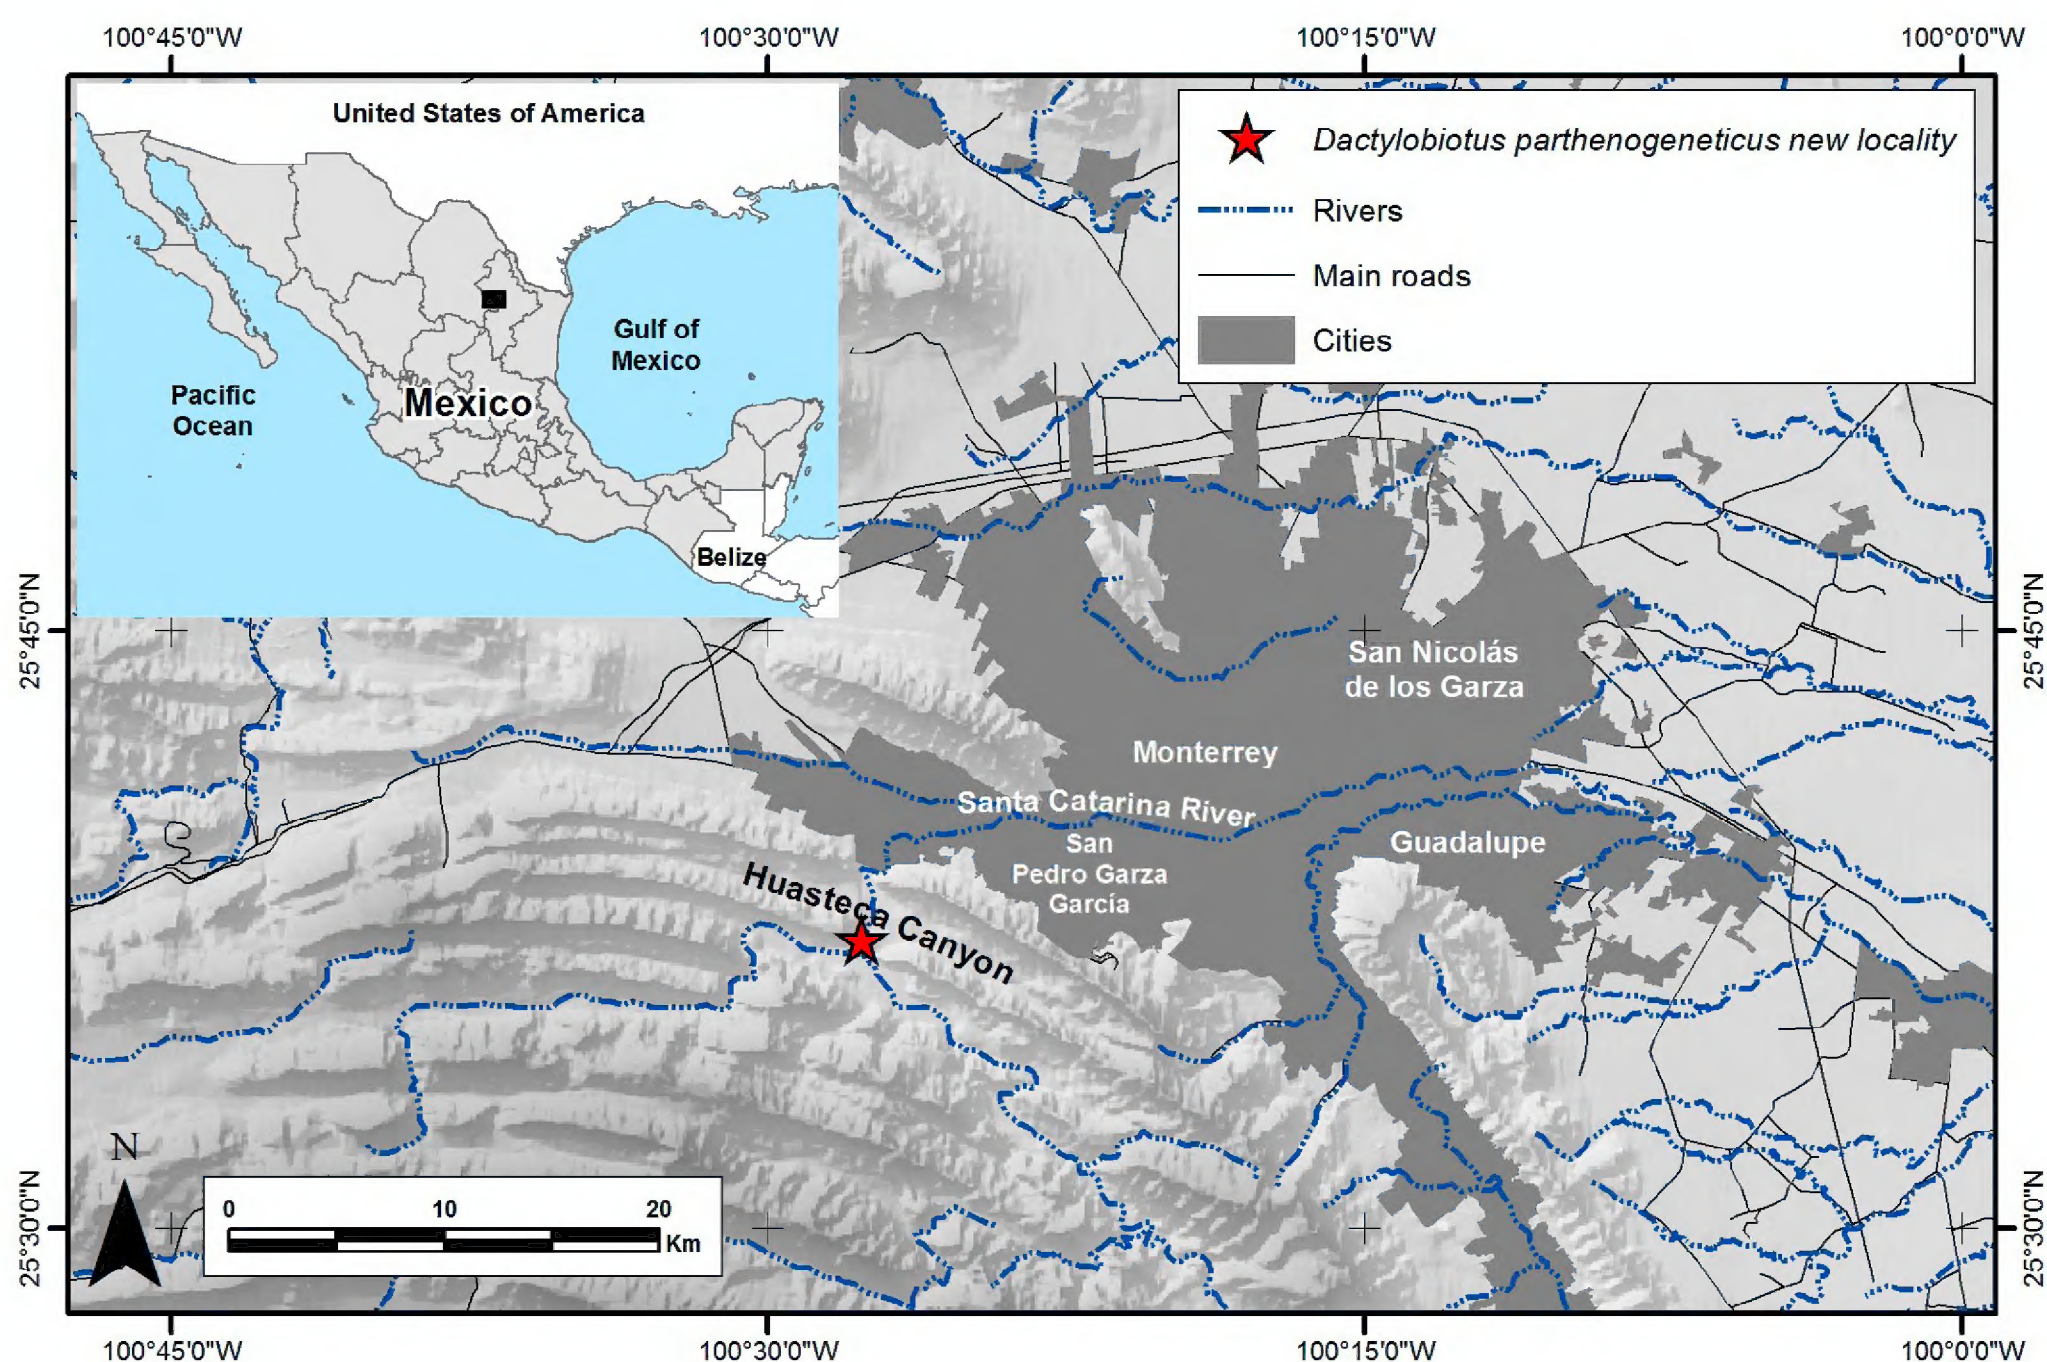 100°45'0"W
100°30'0"W
100°15'0"W
100°0'0"W
United States of America
Gulf of
Mexico
Pacific
Ocean
Mexico
Belize
Dactylobiotus parthenogeneticus new locality
Rivers
Main roads
Cities
25°45'0"N
25°45'0"N
San Nicolás
de los Garza
Monterrey
Santa Catarina River
San
Pedro Garza
García
Guadalupe
Huasteca Canyon
N
0
10
20
Km
25°30'0"N
25°30'0"N
100°45'0"W
100°30'0"W
100°15'0"W
100°0'0"W